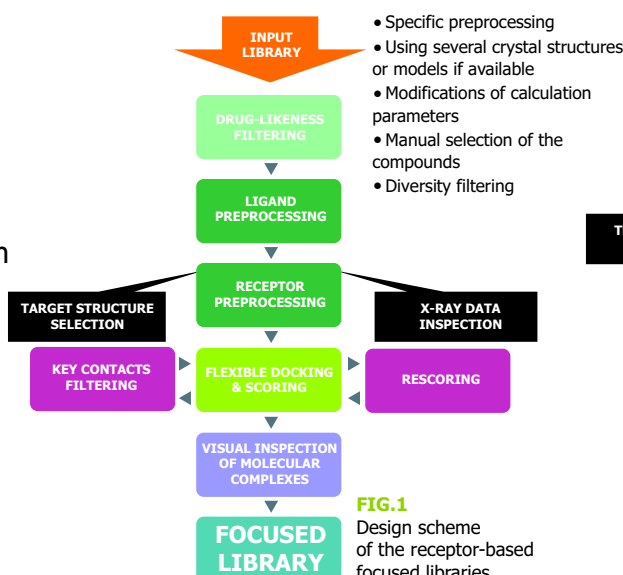 INPUT
LIBRARY
• Specific preprocessing
• Using several crystal structures
or models if available
• Modifications of calculation
parameters
• Manual selection of the
compounds
• Diversity filtering
DRUG-LIKENESS
FILTERING
LIGAND
PREPROCESSING
RECEPTOR
PREPROCESSING
TARGET STRUCTURE
SELECTION
X-RAY DATA
INSPECTION
KEY CONTACTS
FILTERING
FLEXIBLE DOCKING
& SCORING
RESCORING
VISUAL INSPECTION
OF MOLECULAR
COMPLEXES
FOCUSED
LIBRARY
FIG.1
Design scheme
of the receptor-based
focused libraries